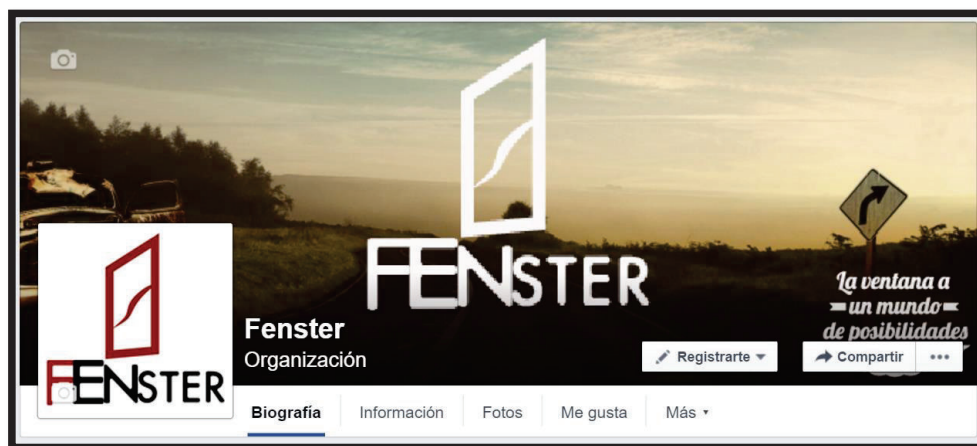 FENSTER
La ventana a
un mundo
de posibilidades
FENSTER
Fenster
Organización
Registrarte
Compartir
Biografía
Información
Fotos
Me gusta
Más